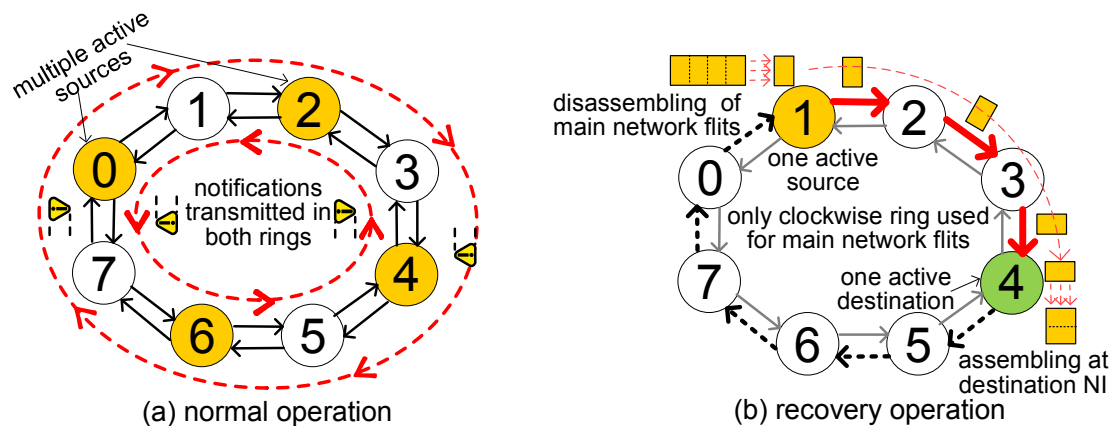 multiple active
sources
0
1
2
3
4
5
6
7
notifications
transmitted in
both rings
(a) normal operation
disassembling of
main network flits
0
1
2
3
4
5
6
7
one active
source
only clockwise ring used
for main network flits
one active
destination
assembling at
destination NI
(b) recovery operation